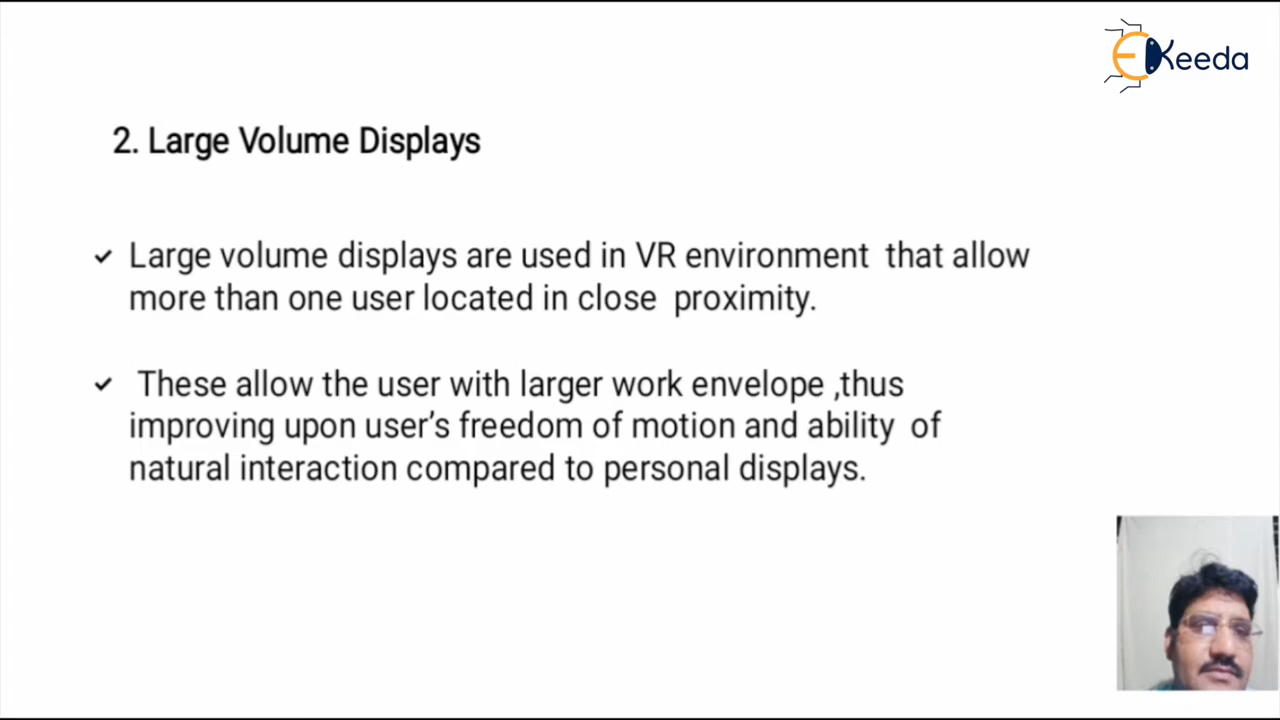 EKeeda
2. Large Volume Displays
Large volume displays are used in VR environment that allow
more than one user located in close proximity.
These allow the user with larger work envelope ,thus
improving upon user's freedom of motion and ability of
natural interaction compared to personal displays.